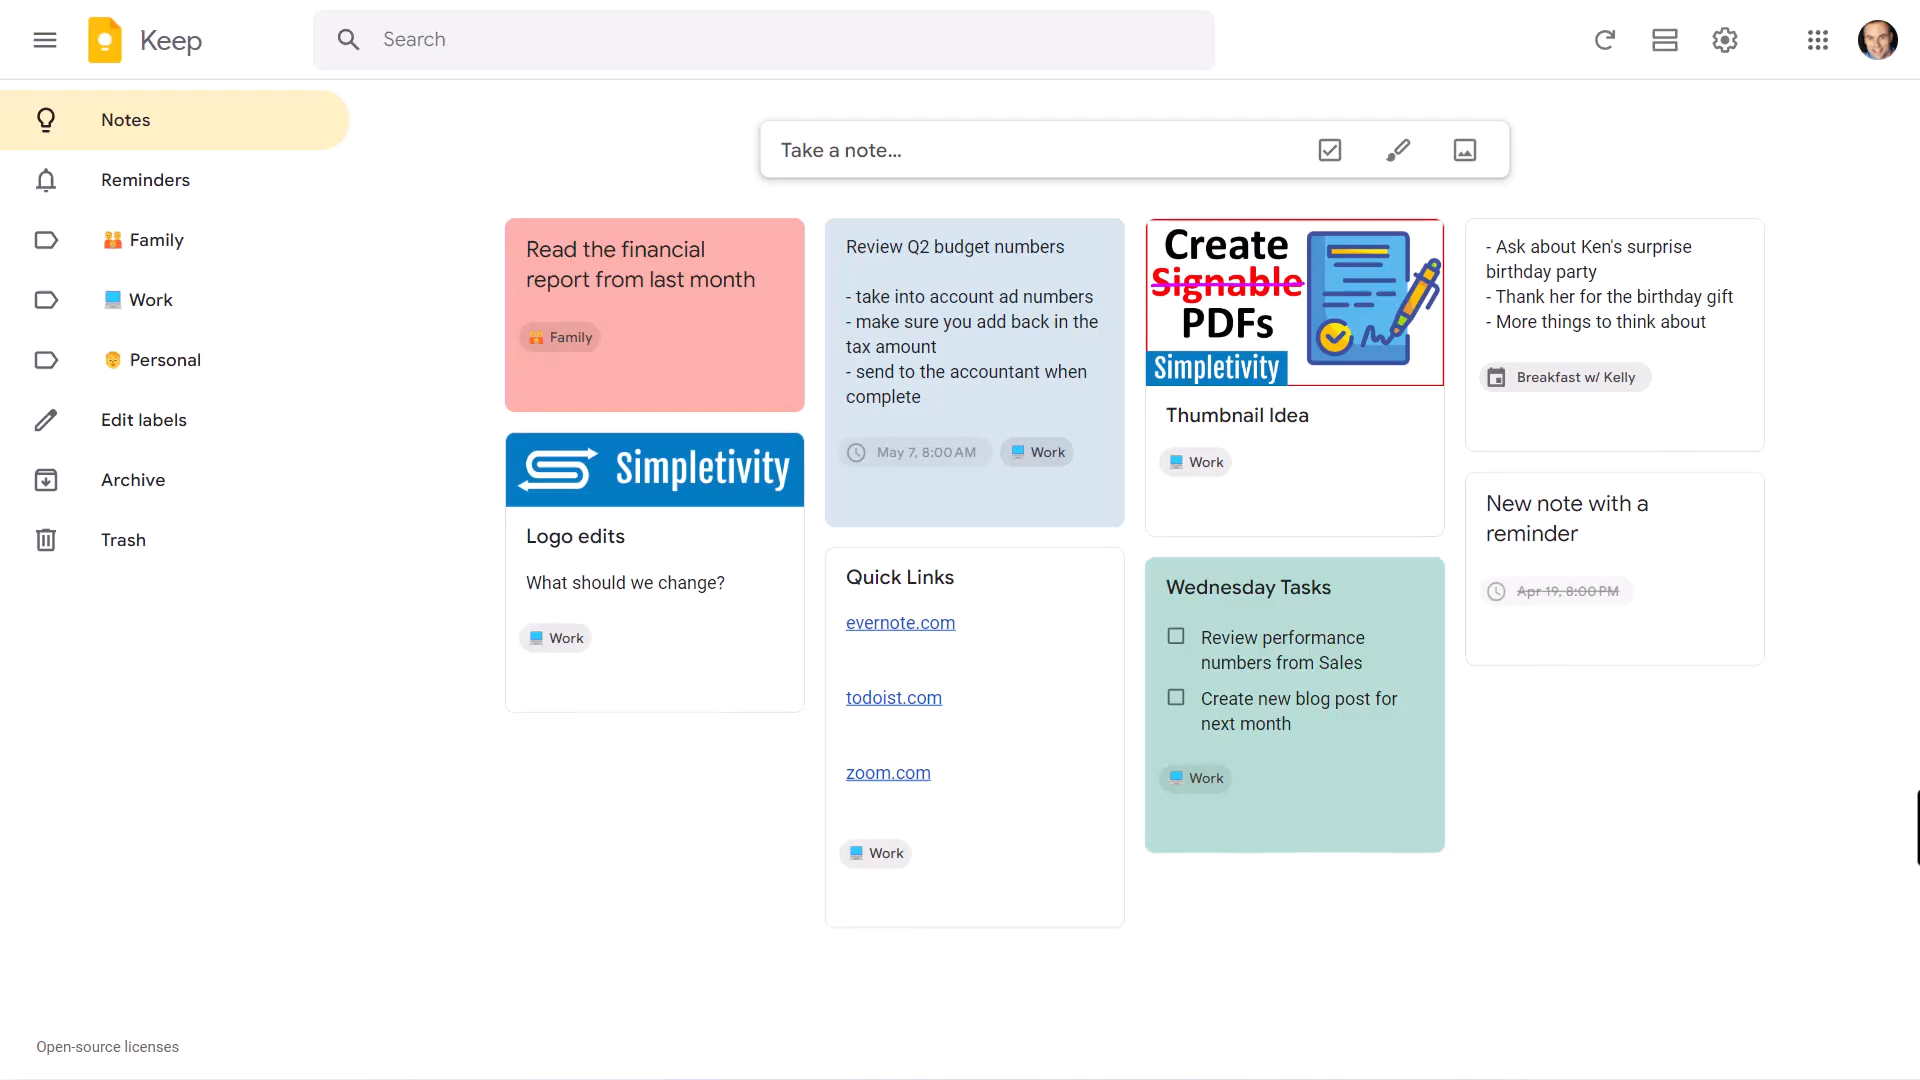 Keep
Search
Notes
Reminders
Family
Work
Personal
Edit labels
Archive
Trash
Open-source licenses
Take a note...
Read the financial
report from last month
Family
Simpletivity
Logo edits
What should we change?
Work
Review Q2 budget numbers
- take into account ad numbers
- make sure you add back in the
tax amount
- send to the accountant when
complete
May 7, 8:00 AM
Work
Quick Links
evernote.com
todoist.com
zoom.com
Work
Create
Signable
PDFs
Simpletivity
Thumbnail Idea
Work
Wednesday Tasks
Review performance
numbers from Sales
Create new blog post for
next month
Work
- Ask about Ken's surprise
birthday party
- Thank her for the birthday gift
- More things to think about
Breakfast w/ Kelly
New note with a
reminder
Apr 19, 8:00 PM